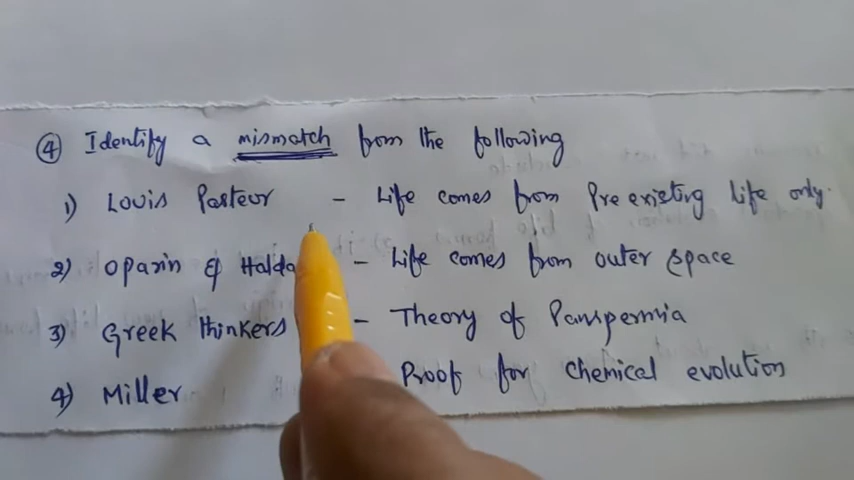 ④ Identify a mismatch from the following
1) Louis Pasteur - Life comes from Pre existing life only.
2) Oparin & - Life comes from outer space
3) Greek thinkers - Theory of Panspermia
4) Miller Proof for chemical evolution